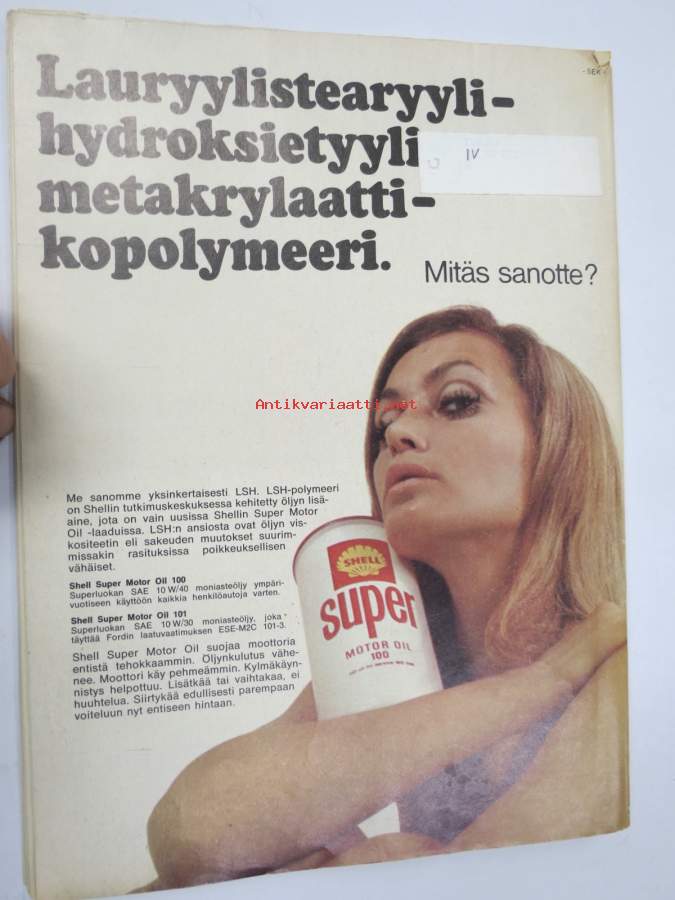 Lauryylistearyyli-
- SEK -
hydroksietyyli
IV
metakrylaatti-
kopolymeeri.
Mitäs sanotte?
Antikvariaatti.net
Me sanomme yksinkertaisesti LSH. LSH-polymeeri
on Shellin tutkimuskeskuksessa kehitetty öljyn lisä-
aine, jota on vain uusissa Shellin Super Motor
Oil -laaduissa. LSH:n ansiosta ovat öljyn vis-
kositeetin eli sakeuden muutokset suurim-
missakin rasituksissa poikkeuksellisen
vähäiset.
Shell Super Motor Oil 100
Superluokan SAE 10 W/40 moniasteöljy ympäri-
vuotiseen käyttöön kaikkia henkilöautoja varten.
Shell Super Motor Oil 101
Superluokan SAE 10 W/30 moniasteöljy, joka
täyttää Fordin laatuvaatimuksen ESE-M2C 101-3.
Shell Super Motor Oil suojaa moottoria
entistä tehokkaammin. Öljynkulutus vähe-
nee. Moottori käy pehmeämmin. Kylmäkäyn-
nistys helpottuu. Lisätkää tai vaihtakaa, ei
huuhtelua. Siirtykää edullisesti parempaan
voiteluun nyt entiseen hintaan.
SHELL
super
MOTOR OIL
100